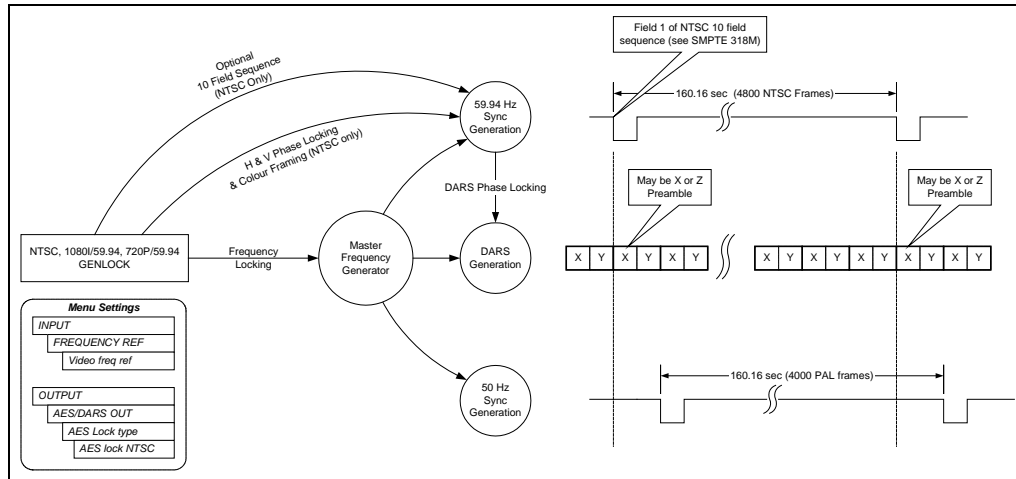 Optional
10 Field Sequence
(NTSC Only)
H & V Phase Locking
& Colour Framing (NTSC only)
59.94 Hz
Sync
Generation
DARS Phase Locking
NTSC, 1080I/59.94, 720P/59.94
GENLOCK
Frequency
Locking
Master
Frequency
Generator
DARS
Generation
50 Hz
Sync
Generation
Menu Settings
INPUT
FREQUENCY REF
Video freq ref
OUTPUT
AES/DARS OUT
AES Lock type
AES lock NTSC
Field 1 of NTSC 10 field
sequence (see SMPTE 318M)
160.16 sec (4800 NTSC Frames)
May be X or Z
Preamble
May be X or Z
Preamble
X Y X Y X Y
X Y X Y X Y X Y X Y
160.16 sec (4000 PAL frames)